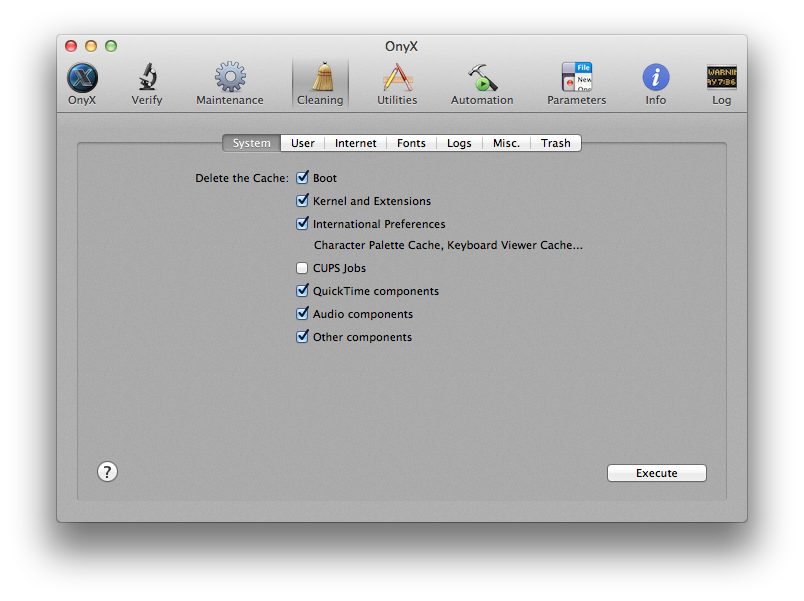 OnyX
OnyX Verify Maintenance Cleaning Utilities Automation Parameters Info Log
File
New
WARNIN
AY 7:36
System User Internet Fonts Logs Misc. Trash
Delete the Cache: Boot
Kernel and Extensions
International Preferences
Character Palette Cache, Keyboard Viewer Cache...
CUPS Jobs
QuickTime components
Audio components
Other components
? Execute